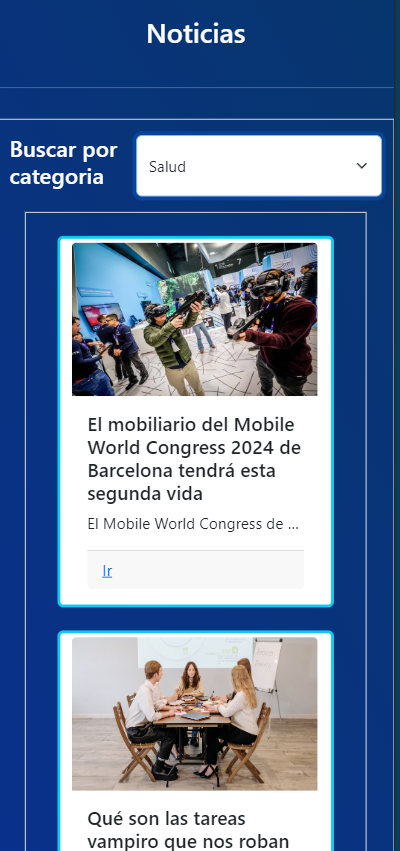 Noticias
Buscar por
categoria
Salud
El mobiliario del Mobile
World Congress 2024 de
Barcelona tendrá esta
segunda vida
El Mobile World Congress de ...
Ir
Qué son las tareas
vampiro que nos roban